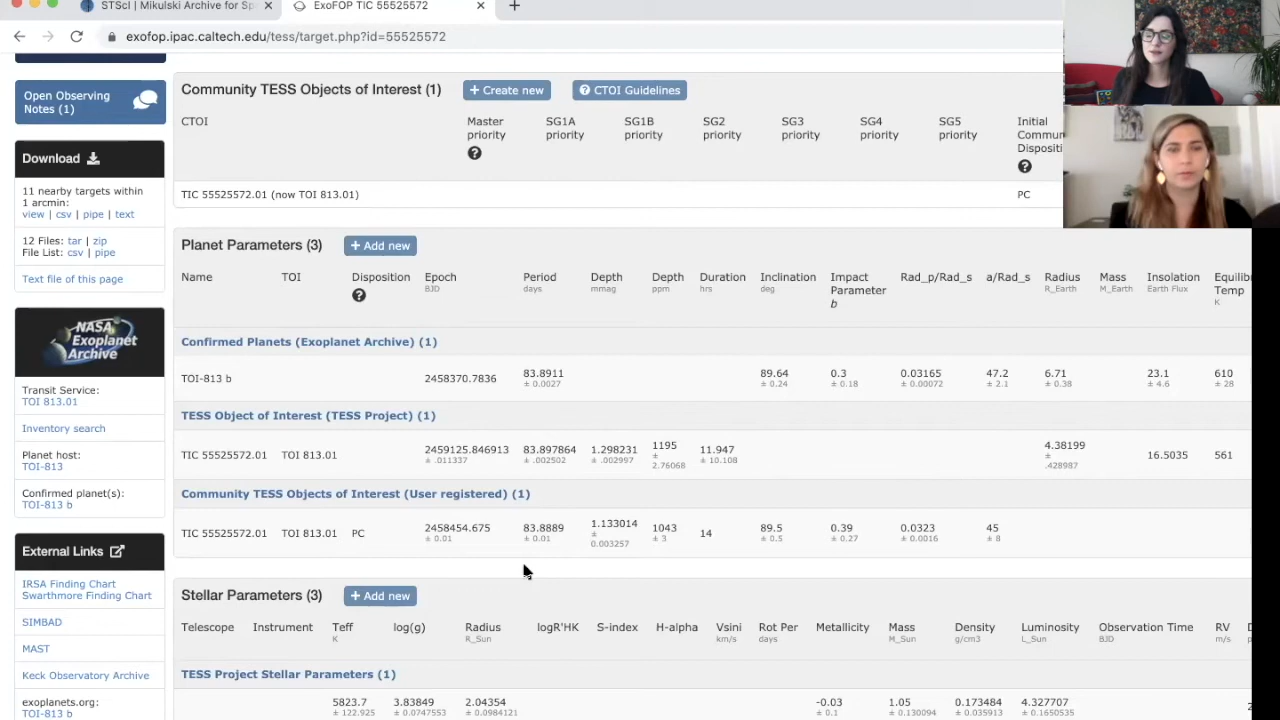 STScI | Mikulski Archive for Sp × ExoFOP TIC 55525572 × +
exofop.ipac.caltech.edu/tess/target.php?id=55525572
Open Observing
Notes (1)
Download
11 nearby targets within
1 arcmin:
view | csv | pipe | text
12 Files: tar | zip
File List: csv | pipe
Text file of this page
NASA
Exoplanet
Archive
Transit Service:
TOI 813.01
Inventory search
Planet host:
TOI-813
Confirmed planet(s):
TOI-813 b
External Links
IRSA Finding Chart
Swarthmore Finding Chart
SIMBAD
MAST
Keck Observatory Archive
exoplanets.org:
TOI-813 b
Community TESS Objects of Interest (1) + Create new ? CTOI Guidelines
CTOI Master priority ? SG1A priority SG1B priority SG2 priority SG3 priority SG4 priority SG5 priority Initial Commun Dispositi ?
TIC 55525572.01 (now TOI 813.01) PC
Planet Parameters (3) + Add new
Name TOI Disposition ? Epoch BJD Period days Depth mmag Depth ppm Duration hrs Inclination deg Impact Parameter b Rad_p/Rad_s a/Rad_s Radius R_Earth Mass M_Earth Insolation Earth Flux Equilib Temp K
Confirmed Planets (Exoplanet Archive) (1)
TOI-813 b 2458370.7836 83.8911 ± 0.0027 89.64 ± 0.24 0.3 ± 0.18 0.03165 ± 0.00072 47.2 ± 2.1 6.71 ± 0.38 23.1 ± 4.6 610 ± 28
TESS Object of Interest (TESS Project) (1)
TIC 55525572.01 TOI 813.01 2459125.846913 ± .011337 83.897864 ± .002502 1.298231 ± .002997 1195 ± 2.76068 11.947 ± 10.108 4.38199 ± .428987 16.5035 561
Community TESS Objects of Interest (User registered) (1)
TIC 55525572.01 TOI 813.01 PC 2458454.675 ± 0.01 83.8889 ± 0.01 1.133014 ± 0.003257 1043 ± 3 14 89.5 ± 0.5 0.39 ± 0.27 0.0323 ± 0.0016 45 ± 8
Stellar Parameters (3) + Add new
Telescope Instrument Teff K log(g) Radius R_Sun logR'HK S-index H-alpha Vsini km/s Rot Per days Metallicity Mass M_Sun Density g/cm3 Luminosity L_Sun Observation Time BJD RV m/s
TESS Project Stellar Parameters (1)
5823.7 ± 122.925 3.83849 ± 0.0747553 2.04354 ± 0.0984121 -0.03 ± 0.1 1.05 ± 0.130094 0.173484 ± 0.035913 4.327707 ± 0.1650535